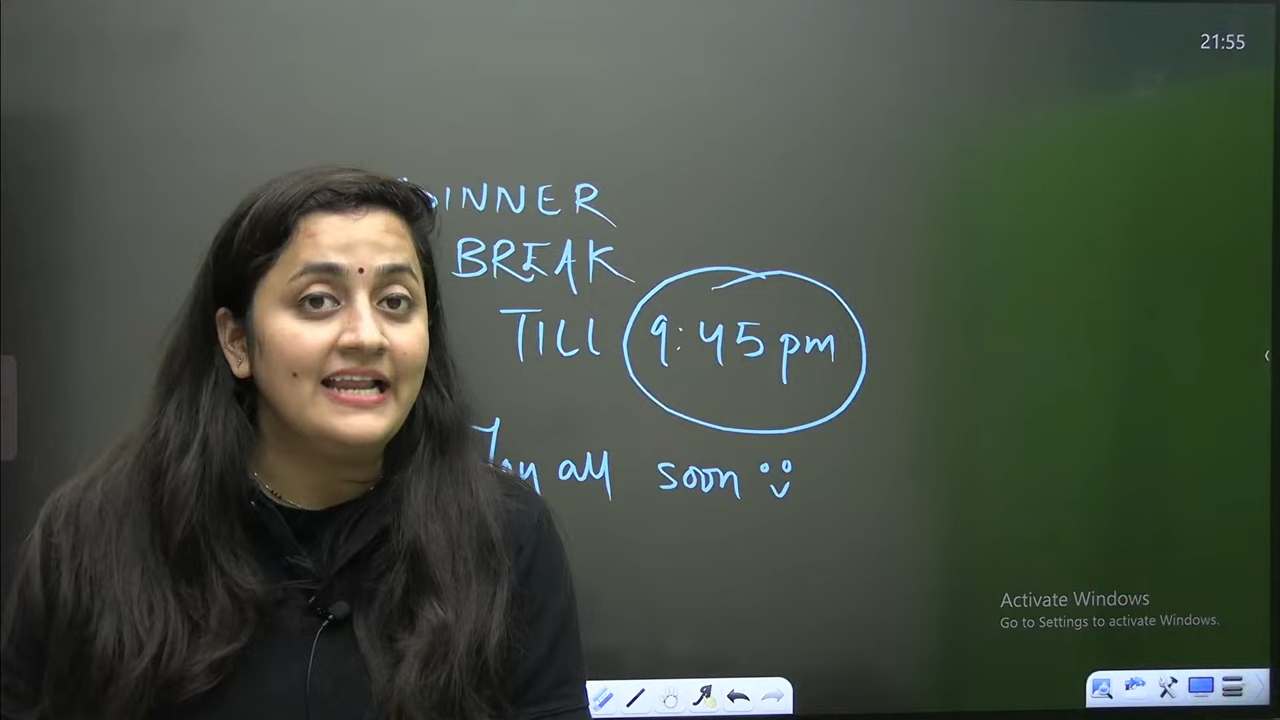 21:55
DINNER
BREAK
TILL 9:45 pm
all soon
Activate Windows
Go to Settings to activate Windows.